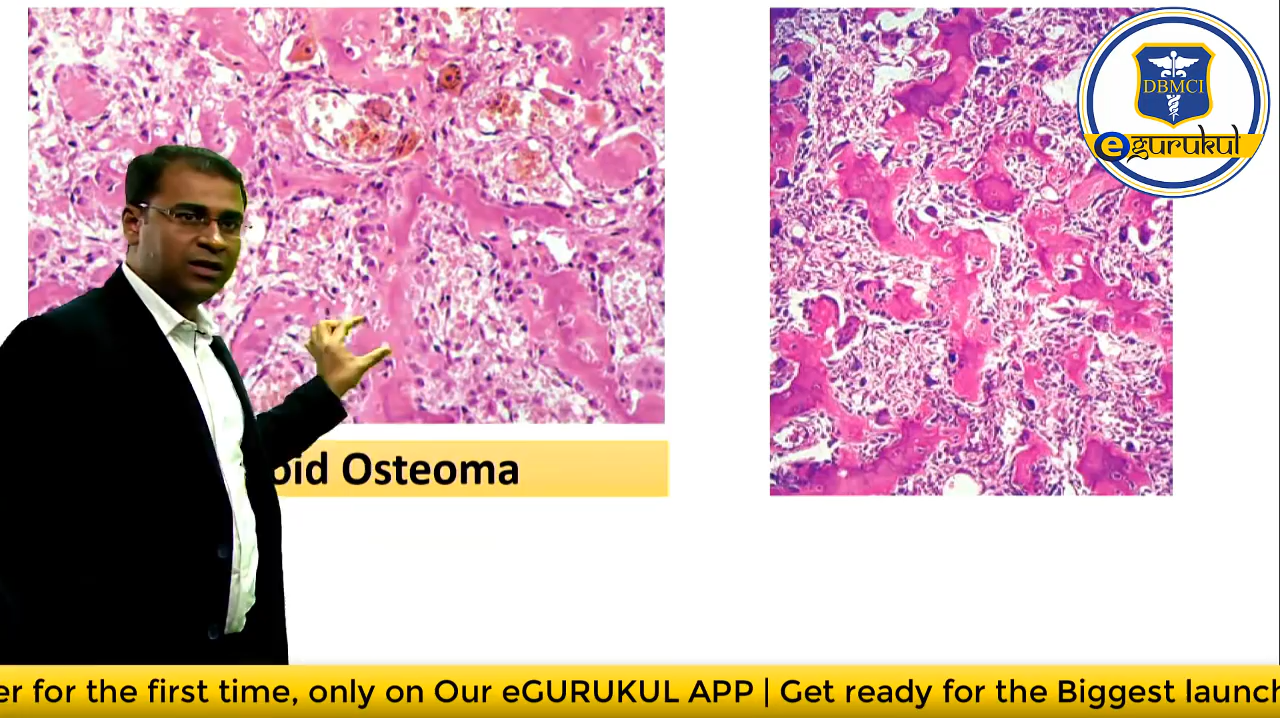 DBMCI
egurukul
oid Osteoma
er for the first time, only on Our eGURUKUL APP | Get ready for the Biggest launch